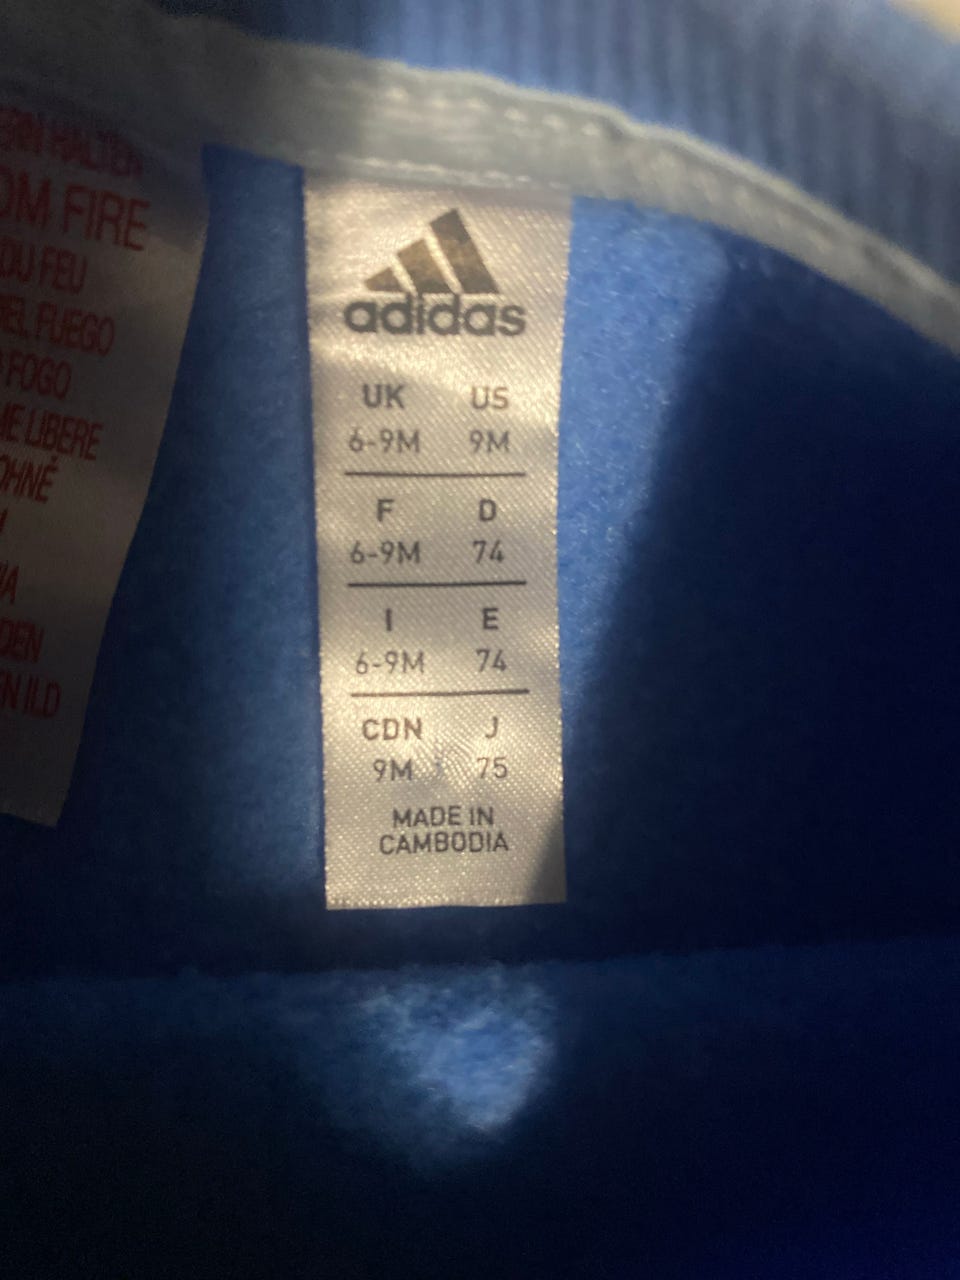 OM FIRE
DU FEU
EL FUEGO
FOGO
ME LIBERE
OHNĚ
DEN
EN ILD
adidas
UK US
6-9M 9M
F D
6-9M 74
I E
6-9M 74
CDN J
9M 75
MADE IN
CAMBODIA